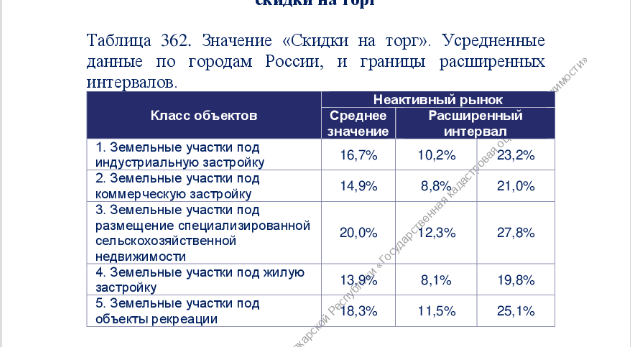 скидки на торг
Таблица 362. Значение «Скидки на торг». Усредненные
данные по городам России, и границы расширенных
интервалов.
Класс объектов
Неактивный рынок
Среднее
значение
Расширенный
интервал
1. Земельные участки под
индустриальную застройку
16,7% 10,2% 23,2%
2. Земельные участки под
коммерческую застройку
14,9% 8,8% 21,0%
3. Земельные участки под
размещение специализированной
сельскохозяйственной
недвижимости
20,0% 12,3% 27,8%
4. Земельные участки под жилую
застройку
13,9% 8,1% 19,8%
5. Земельные участки под
объекты рекреации
18,3% 11,5% 25,1%
Республики «Государственная кадастровая